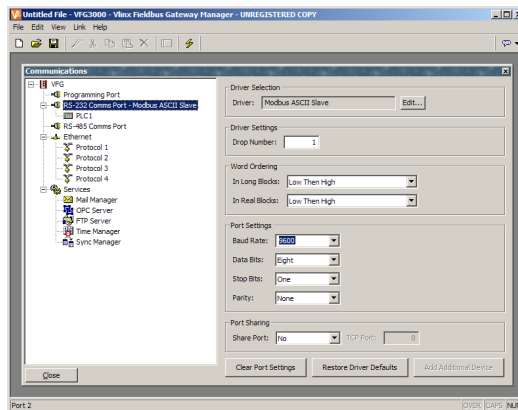 Untitled File - VFG3000 - Vlinx Fieldbus Gateway Manager - UNREGISTERED COPY
File Edit View Link Help
Communications
VFG
Programming Port
RS-232 Comms Port - Modbus ASCII Slave
PLC1
RS-485 Comms Port
Ethernet
Protocol 1
Protocol 2
Protocol 3
Protocol 4
Services
Mail Manager
OPC Server
FTP Server
Time Manager
Sync Manager
Close
Driver Selection
Driver: Modbus ASCII Slave Edit...
Driver Settings
Drop Number: 1
Word Ordering
In Long Blocks: Low Then High
In Real Blocks: Low Then High
Port Settings
Baud Rate: 9600
Data Bits: Eight
Stop Bits: One
Parity: None
Port Sharing
Share Port: No TCP Port: 0
Clear Port Settings Restore Driver Defaults Add Additional Device
Port 2 OVER CAPS NUM